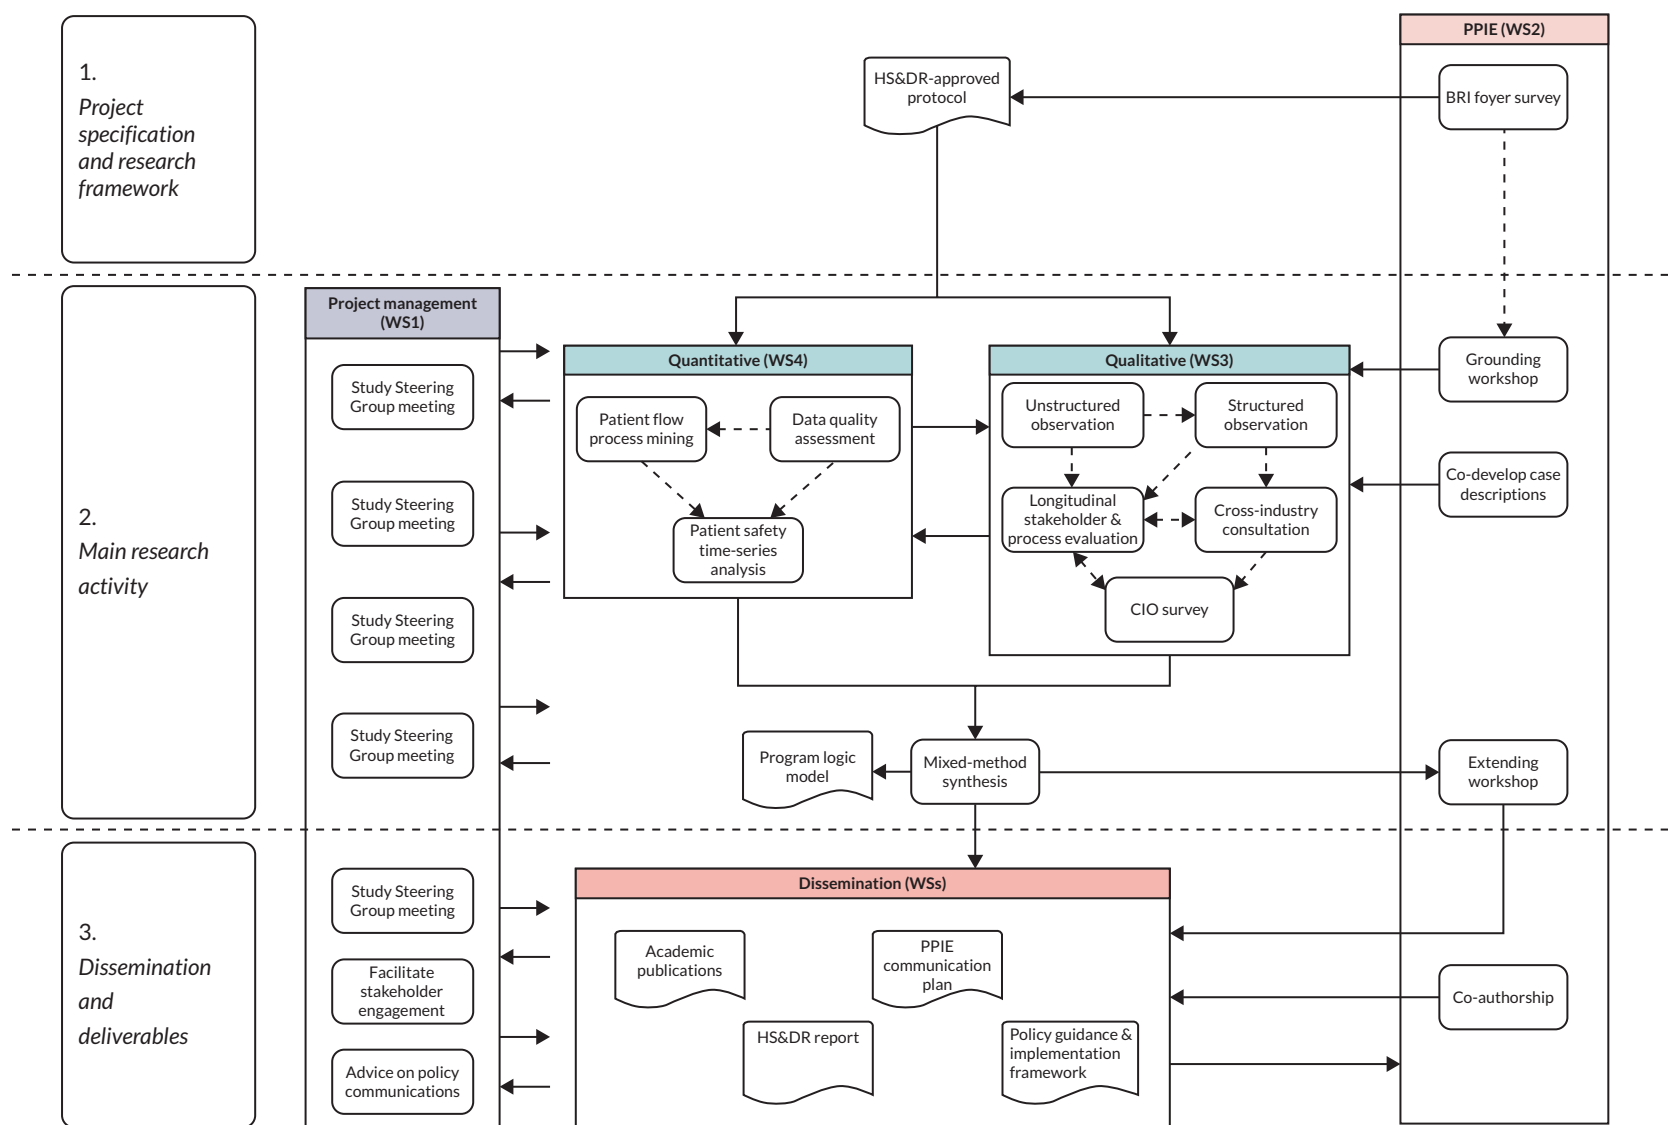 1.
Project
specification
and research
framework
HS&DR-approved
protocol
PPIE (WS2)
BRI foyer survey
2.
Main research
activity
Project management
(WS1)
Study Steering
Group meeting
Study Steering
Group meeting
Study Steering
Group meeting
Study Steering
Group meeting
Quantitative (WS4)
Patient flow
process mining
Data quality
assessment
Patient safety
time-series
analysis
Qualitative (WS3)
Unstructured
observation
Structured
observation
Longitudinal
stakeholder &
process evaluation
Cross-industry
consultation
CIO survey
Grounding
workshop
Co-develop case
descriptions
Program logic
model
Mixed-method
synthesis
Extending
workshop
3.
Dissemination
and
deliverables
Study Steering
Group meeting
Facilitate
stakeholder
engagement
Advice on policy
communications
Dissemination (WSs)
Academic
publications
PPIE
communication
plan
HS&DR report
Policy guidance &
implementation
framework
Co-authorship